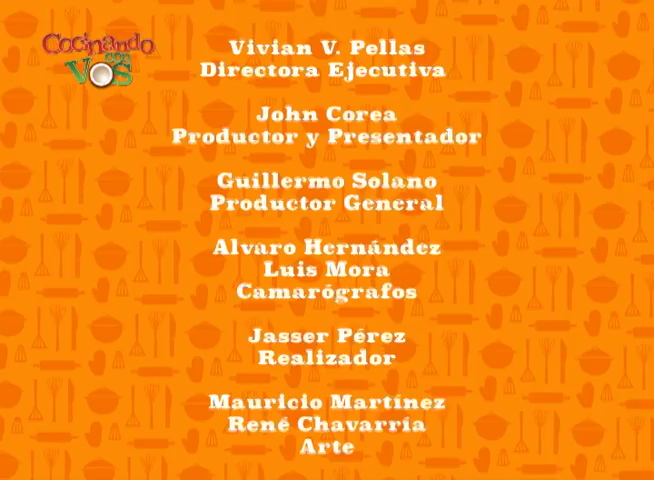 Cocinando
con
VOS
Vivian V. Pellas
Directora Ejecutiva
John Corea
Productor y Presentador
Guillermo Solano
Productor General
Alvaro Hernández
Luis Mora
Camarógrafos
Jasser Pérez
Realizador
Mauricio Martínez
René Chavarría
Arte